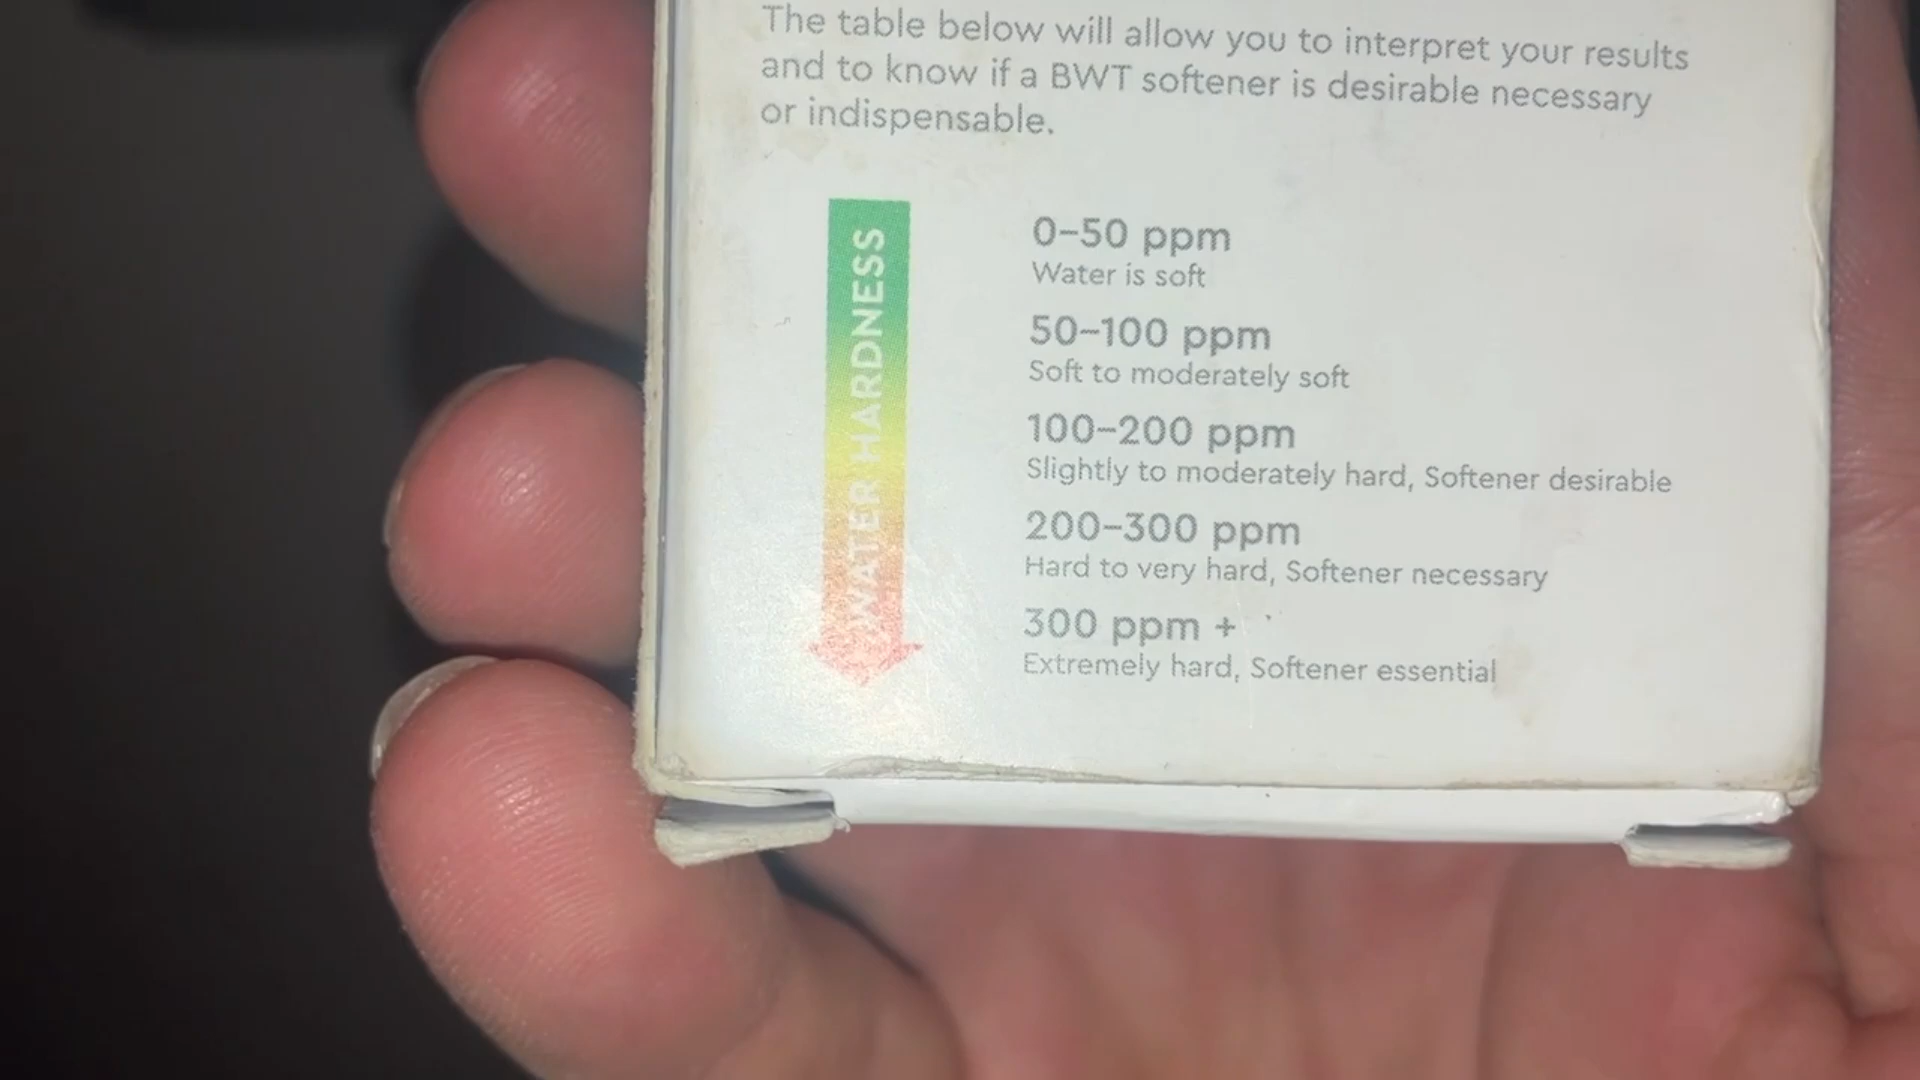 The table below will allow you to interpret your results
and to know if a BWT softener is desirable necessary
or indispensable.
WATER HARDNESS
0–50 ppm
Water is soft
50–100 ppm
Soft to moderately soft
100–200 ppm
Slightly to moderately hard, Softener desirable
200–300 ppm
Hard to very hard, Softener necessary
300 ppm +
Extremely hard, Softener essential